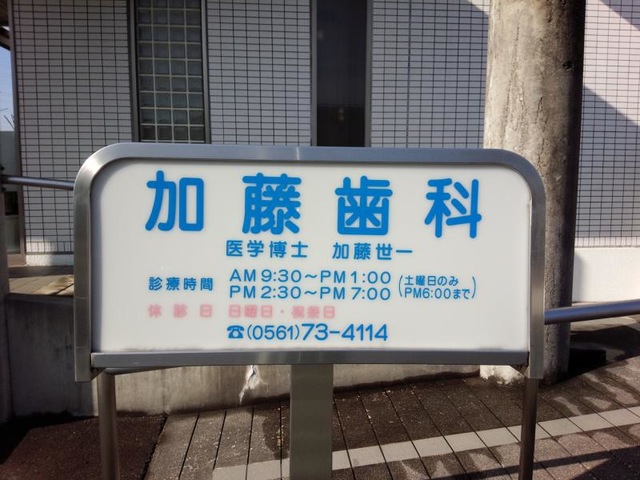 加藤歯科
医学博士 加藤世一
診療時間 AM 9:30〜PM 1:00
PM 2:30〜PM 7:00 (土曜日のみ PM6:00まで)
休診日 日曜日・祝祭日
☎(0561)73-4114